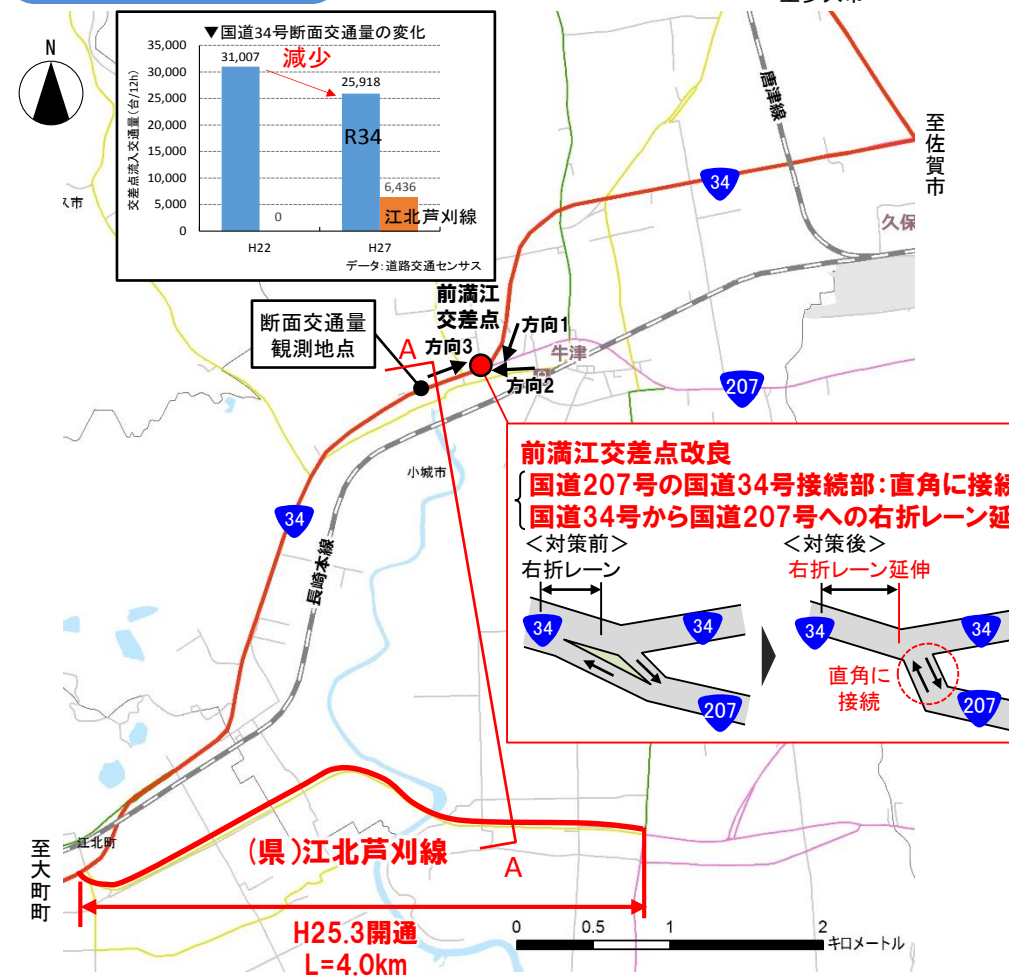 ▼国道34号断面交通量の変化
交差点流入交通量(台/12h)
35,000
30,000
25,000
20,000
15,000
10,000
5,000
0
31,007
減少
25,918
R34
6,436
0
江北芦刈線
H22
H27
データ:道路交通センサス
N
久市
唐津線
至佐賀市
34
久保
前満江
交差点
断面交通量
観測地点
A
方向3
方向1
牛津
方向2
207
小城市
34
長崎本線
前満江交差点改良
国道207号の国道34号接続部:直角に接続
国道34号から国道207号への右折レーン延
<対策前>
右折レーン
34
34
207
<対策後>
右折レーン延伸
34
34
直角に
接続
207
江北町
至大町町
(県)江北芦刈線
A
H25.3開通
L=4.0km
0
0.5
1
2
キロメートル